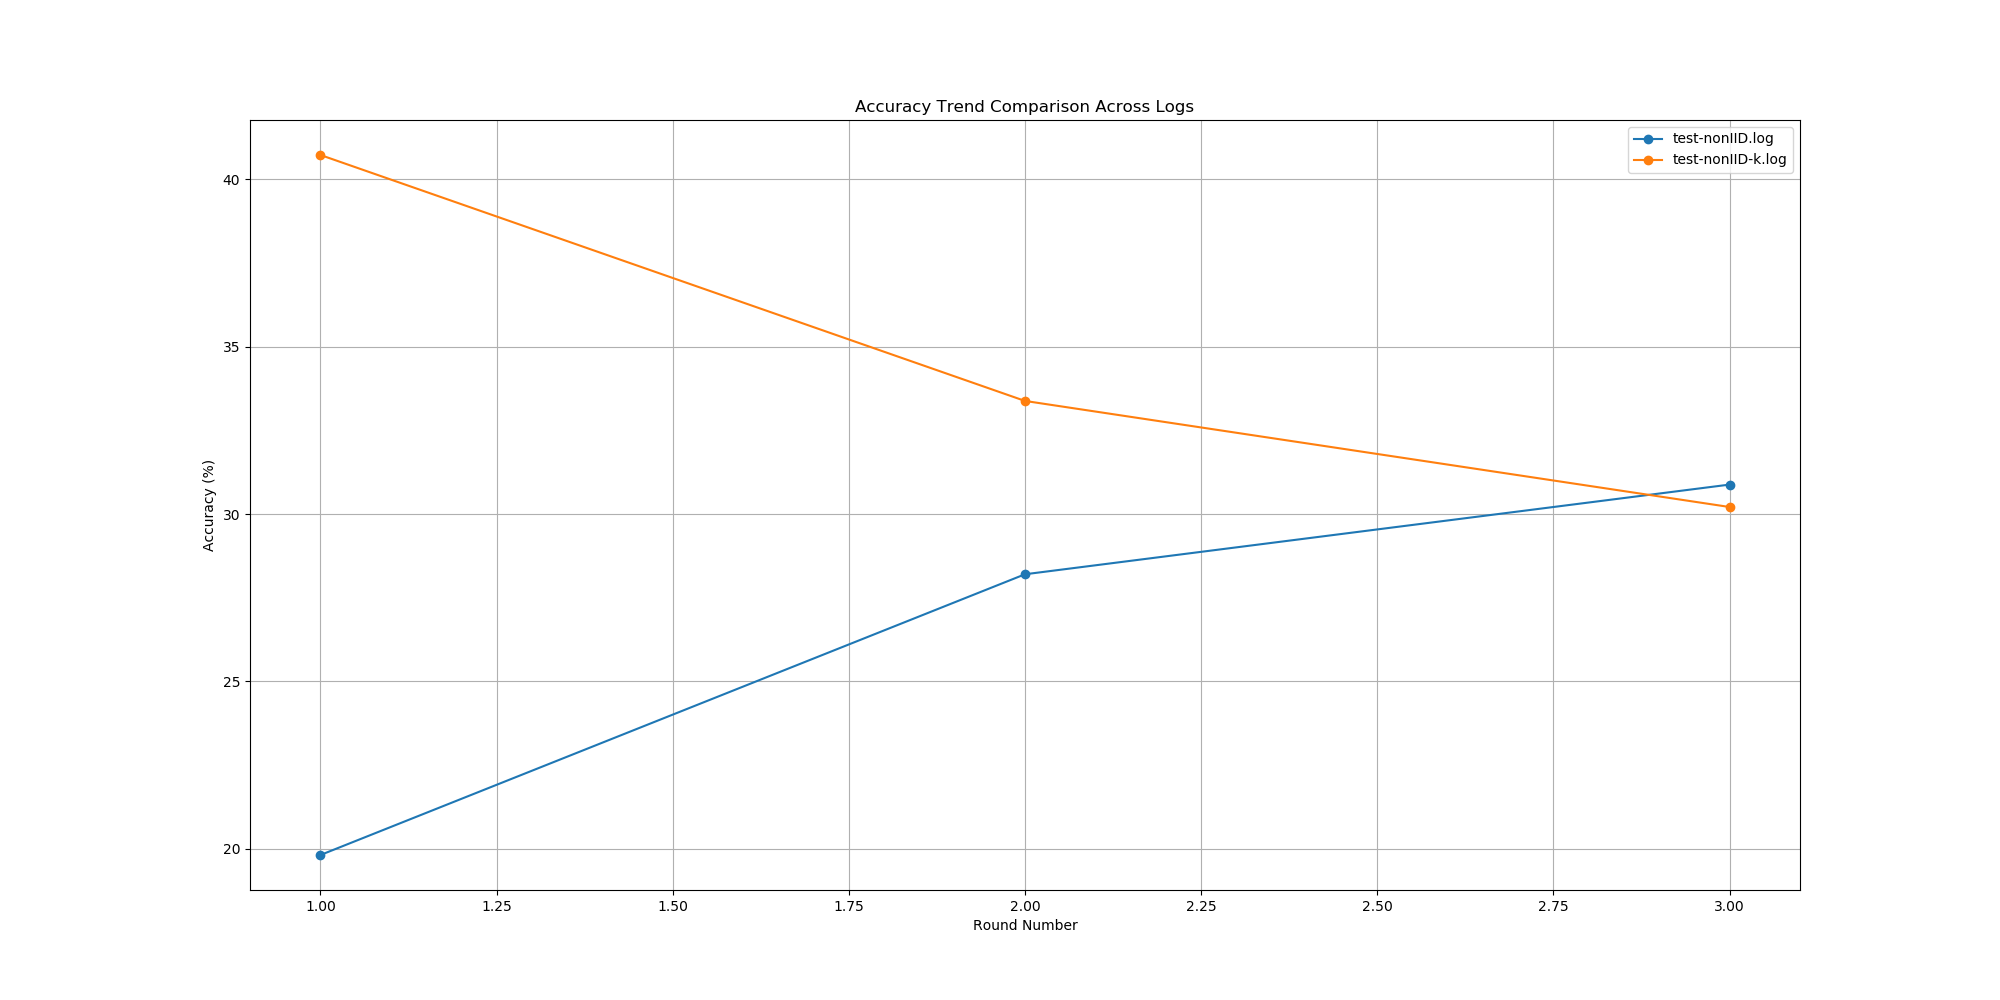 Accuracy Trend Comparison Across Logs
test-nonIID.log
test-nonIID-k.log
40
35
30
25
20
Accuracy (%)
1.00 1.25 1.50 1.75 2.00 2.25 2.50 2.75 3.00
Round Number